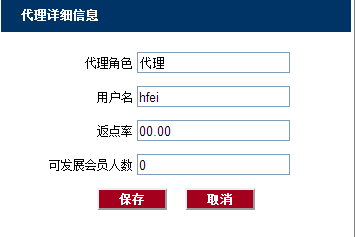 代理详细信息
代理角色 代理
用户名 hfei
返点率 00.00
可发展会员人数 0
保存 取消